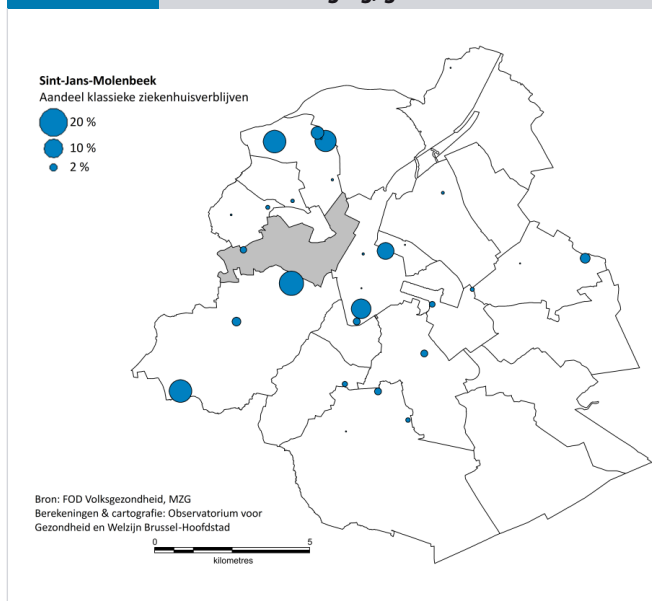 Sint-Jans-Molenbeek
Aandeel klassieke ziekenhuisverblijven
20 %
10 %
2 %
Bron: FOD Volksgezondheid, MZG
Berekeningen & cartografie: Observatorium voor
Gezondheid en Welzijn Brussel-Hoofdstad
0 5
kilometres